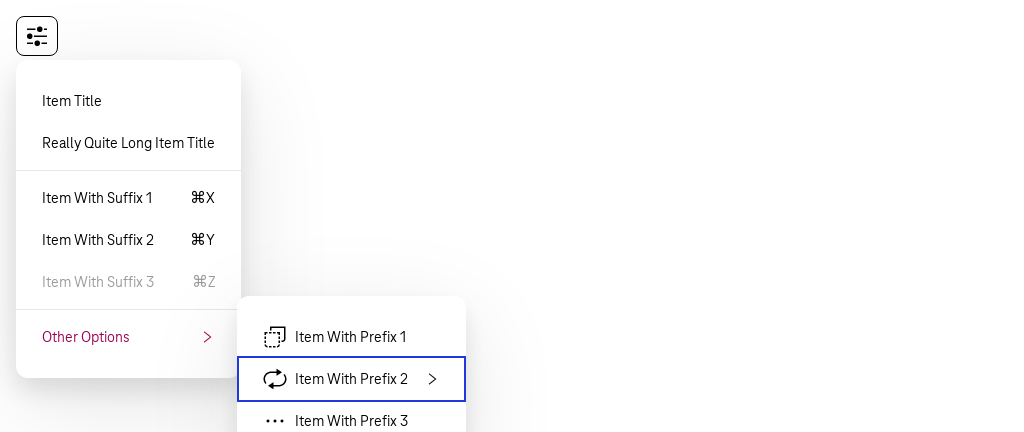 Item Title
Really Quite Long Item Title
Item With Suffix 1 ⌘X
Item With Suffix 2 ⌘Y
Item With Suffix 3 ⌘Z
Other Options
Item With Prefix 1
Item With Prefix 2
Item With Prefix 3